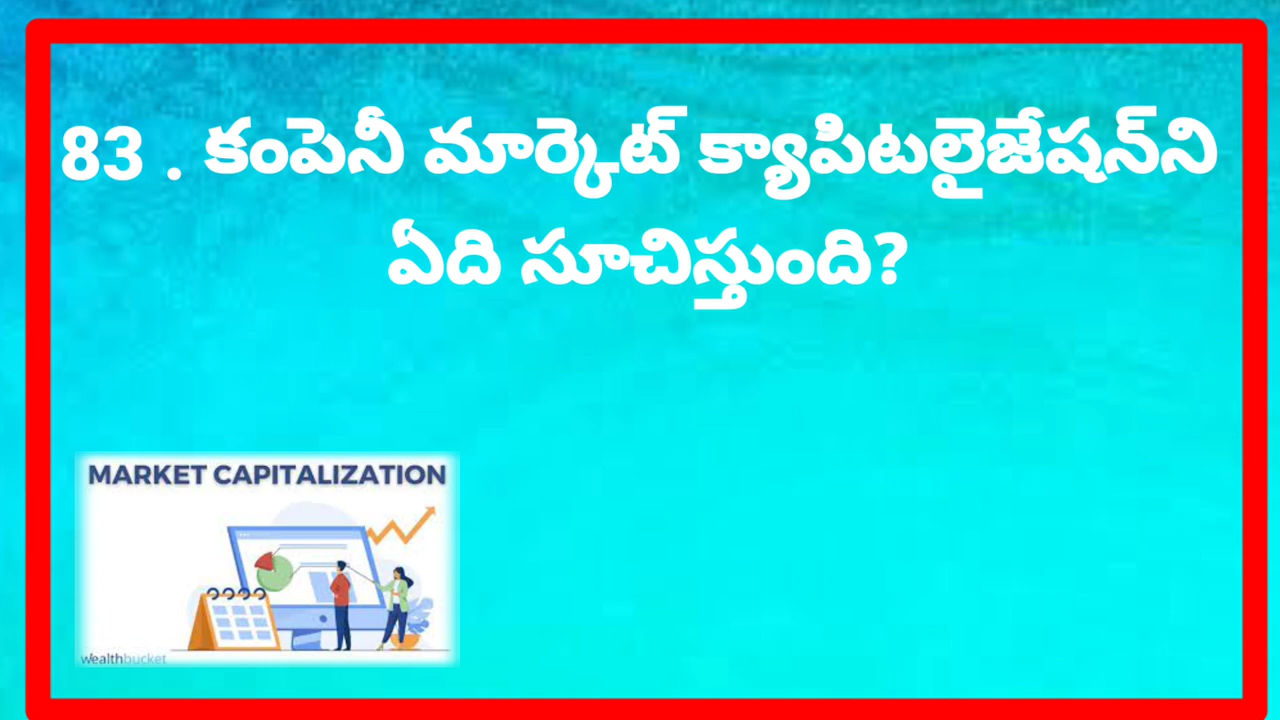 83 . కంపెనీ మార్కెట్ క్యాపిటలైజేషన్‌ని
ఏది సూచిస్తుంది?
MARKET CAPITALIZATION
wealthbucket